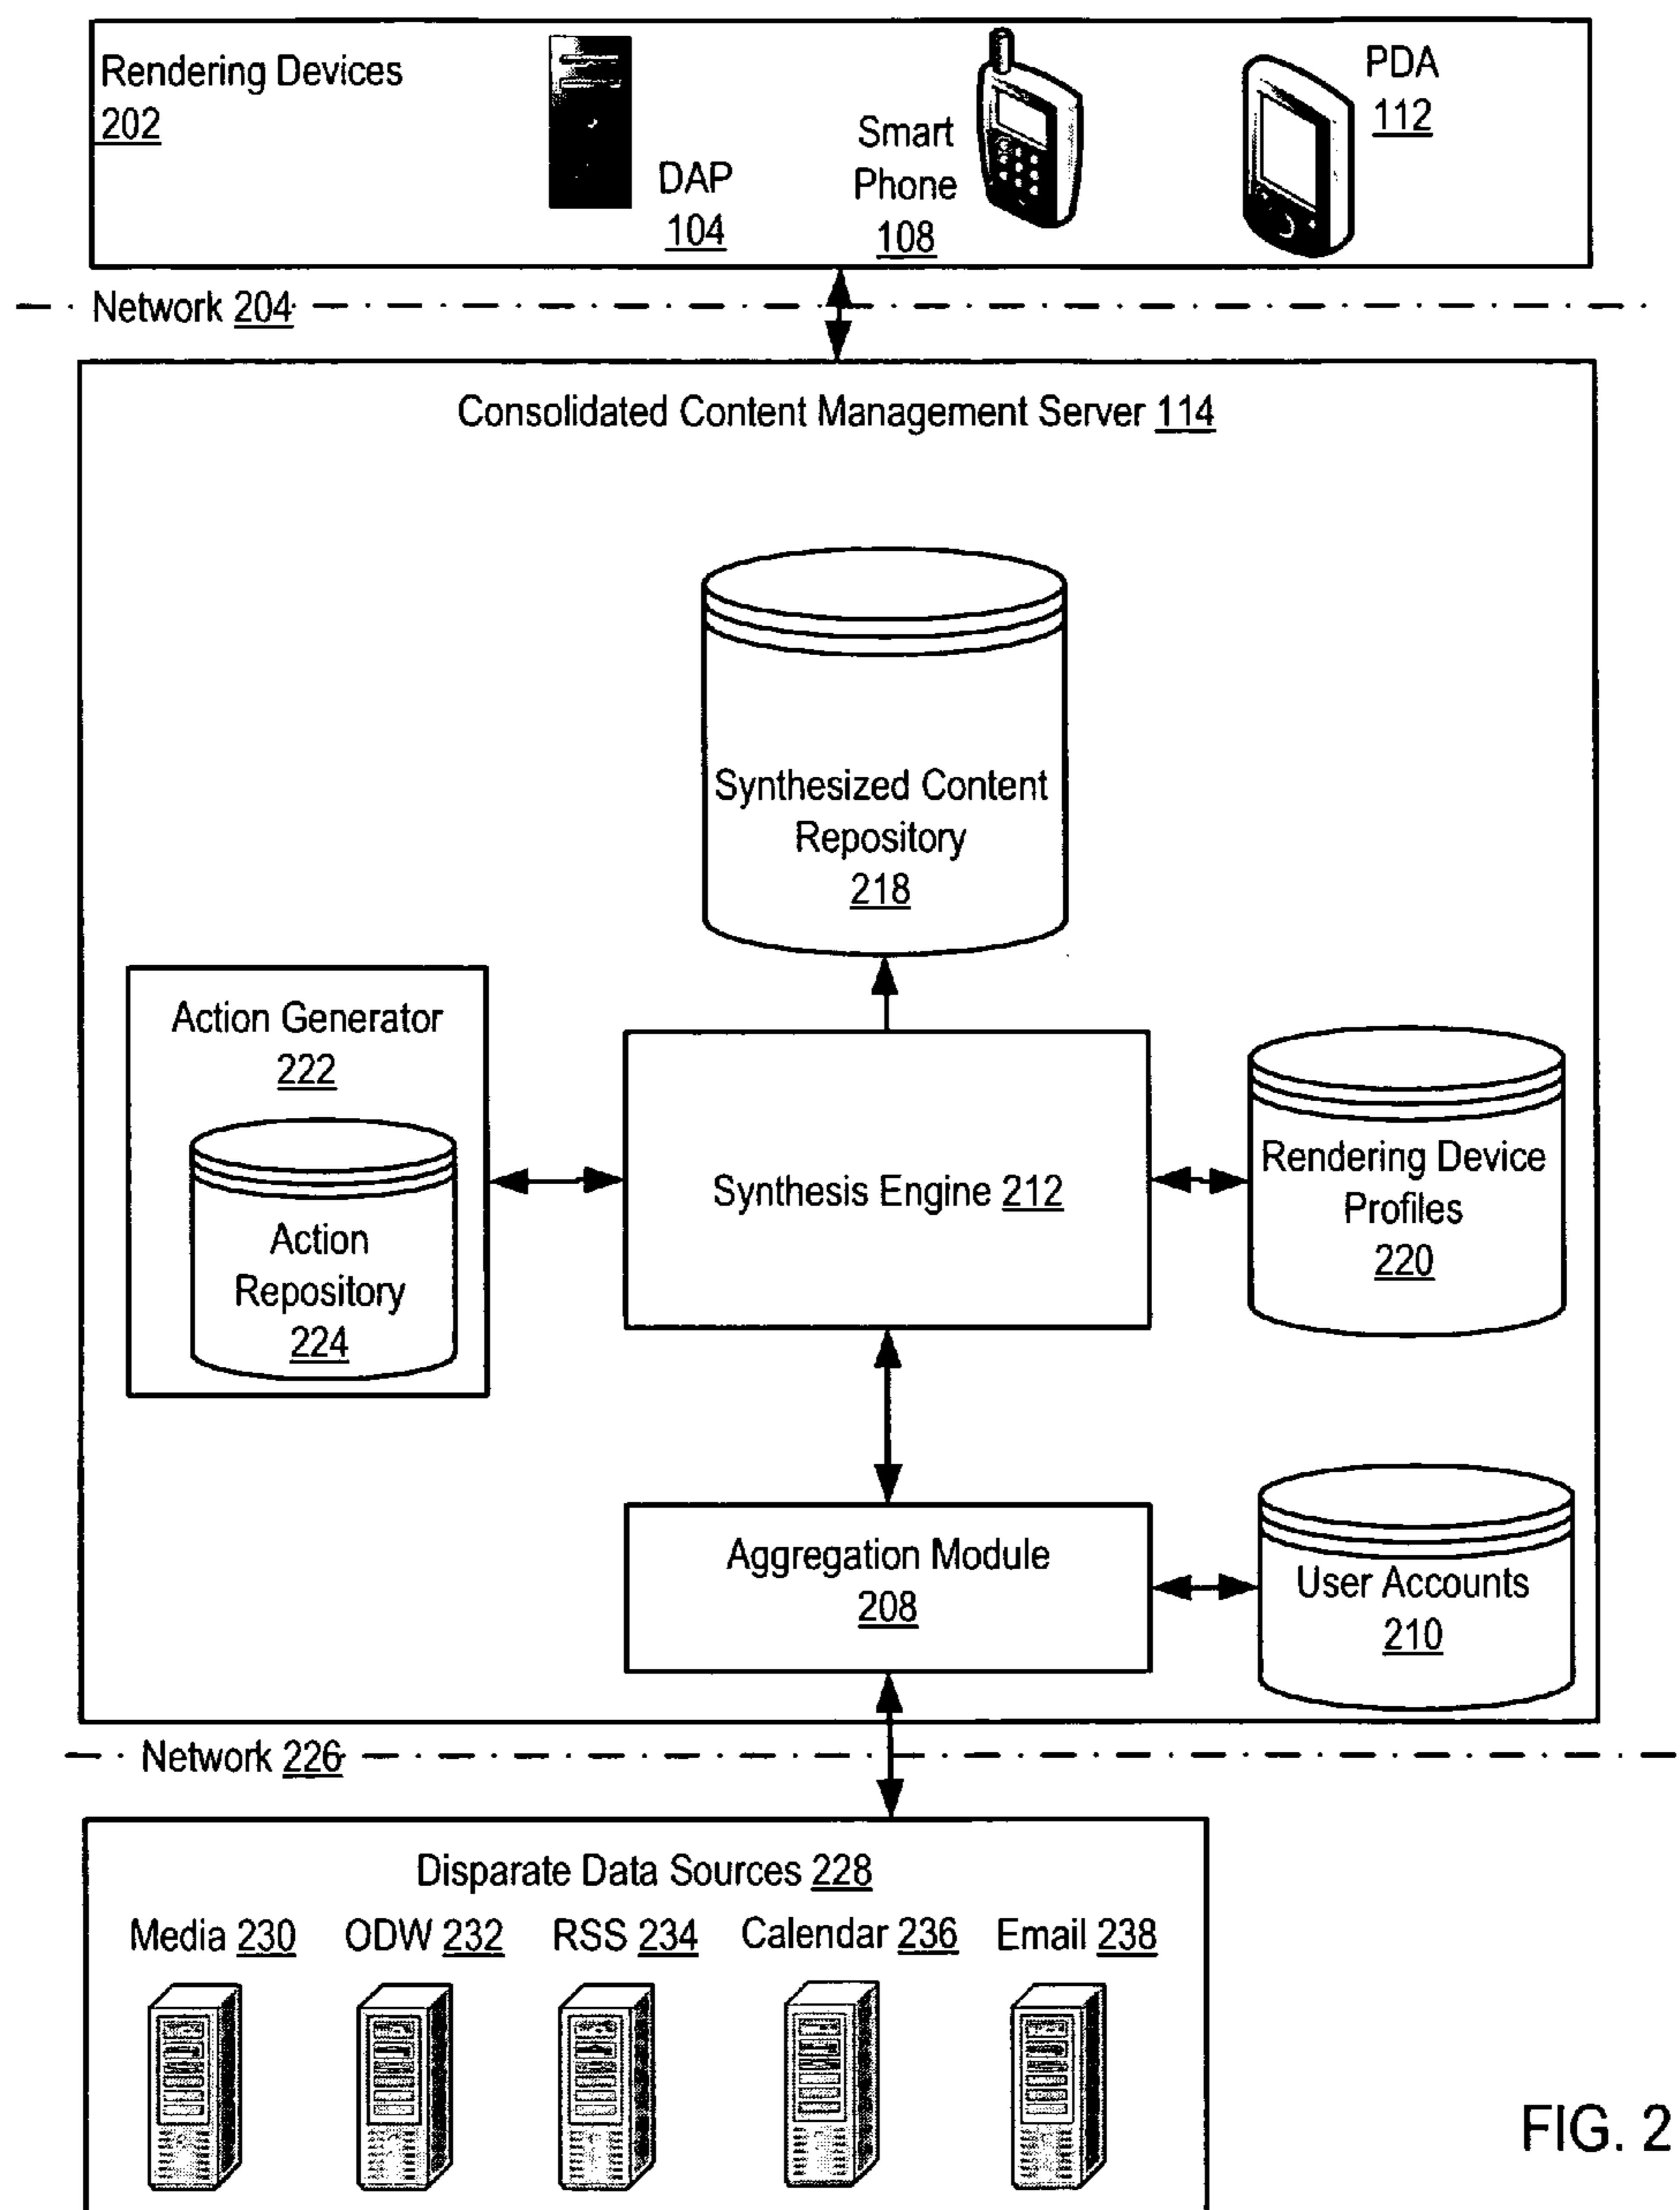 Rendering Devices
202
DAP
104
Smart
Phone
108
PDA
112
Network 204
Consolidated Content Management Server 114
Synthesized Content
Repository
218
Action Generator
222
Action
Repository
224
Synthesis Engine 212
Rendering Device
Profiles
220
Aggregation Module
208
User Accounts
210
Network 226
Disparate Data Sources 228
Media 230 ODW 232 RSS 234 Calendar 236 Email 238
FIG. 2